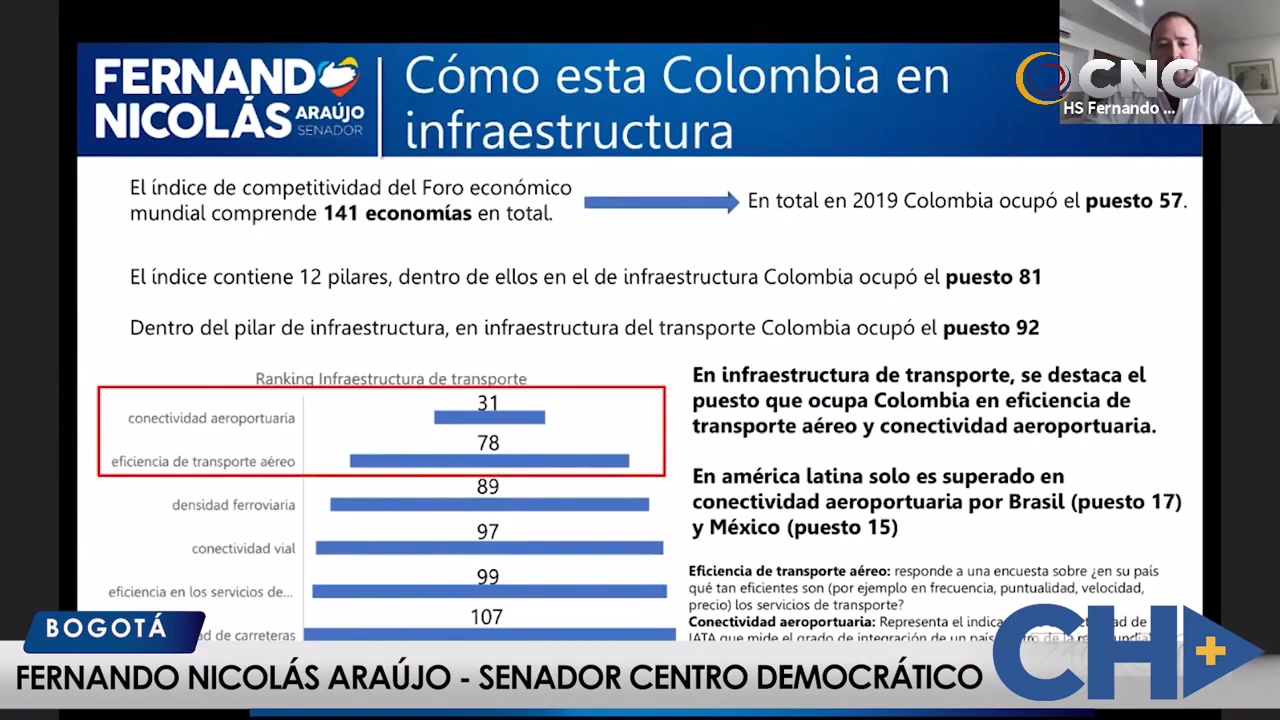 FERNANDO
NICOLÁS ARAÚJO
SENADOR
Cómo esta Colombia en
infraestructura
CNC
HS Fernando ...
El índice de competitividad del Foro económico
mundial comprende 141 economías en total.
En total en 2019 Colombia ocupó el puesto 57.
El índice contiene 12 pilares, dentro de ellos en el de infraestructura Colombia ocupó el puesto 81
Dentro del pilar de infraestructura, en infraestructura del transporte Colombia ocupó el puesto 92
Ranking Infraestructura de transporte
conectividad aeroportuaria 31
eficiencia de transporte aéreo 78
densidad ferroviaria 89
conectividad vial 97
eficiencia en los servicios de... 99
de carreteras 107
En infraestructura de transporte, se destaca el
puesto que ocupa Colombia en eficiencia de
transporte aéreo y conectividad aeroportuaria.
En américa latina solo es superado en
conectividad aeroportuaria por Brasil (puesto 17)
y México (puesto 15)
Eficiencia de transporte aéreo: responde a una encuesta sobre ¿en su país
qué tan eficientes son (por ejemplo en frecuencia, puntualidad, velocidad,
precio) los servicios de transporte?
Conectividad aeroportuaria: Representa el de
IATA que mide el grado de integración de un país
BOGOTÁ
FERNANDO NICOLÁS ARAÚJO - SENADOR CENTRO DEMOCRÁTICO
CH+